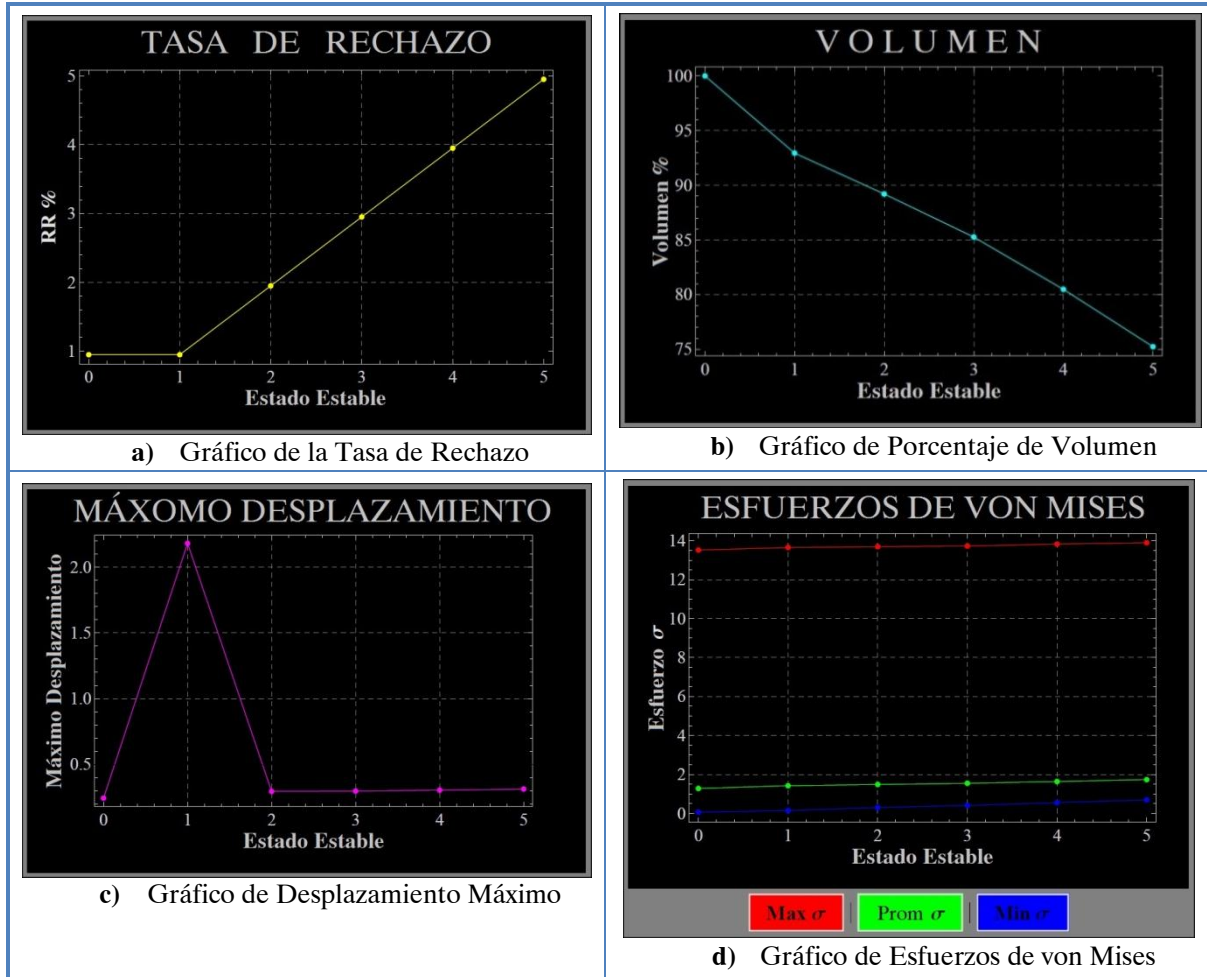 TASA DE RECHAZO
5
4
3
2
1
RR %
0 1 2 3 4 5
Estado Estable
a) Gráfico de la Tasa de Rechazo
VOLUMEN
100
95
90
85
80
75
Volumen %
0 1 2 3 4 5
Estado Estable
b) Gráfico de Porcentaje de Volumen
MÁXOMO DESPLAZAMIENTO
2.0
1.5
1.0
0.5
Máximo Desplazamiento
0 1 2 3 4 5
Estado Estable
c) Gráfico de Desplazamiento Máximo
ESFUERZOS DE VON MISES
14
12
10
8
6
4
2
0
Esfuerzo σ
0 1 2 3 4 5
Estado Estable
Max σ | Prom σ | Min σ
d) Gráfico de Esfuerzos de von Mises